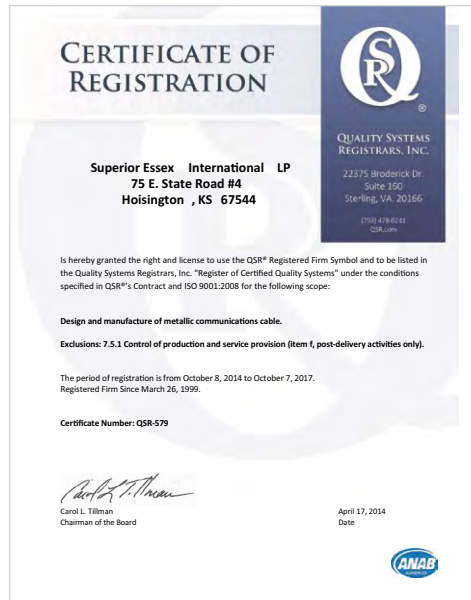 CERTIFICATE OF
REGISTRATION
QSR
®
QUALITY SYSTEMS
REGISTRARS, INC.
22375 Broderick Dr.
Suite 160
Sterling, VA. 20166
(703) 478-0241
QSR.com
Superior Essex International LP
75 E. State Road #4
Hoisington , KS 67544
Is hereby granted the right and license to use the QSR® Registered Firm Symbol and to be listed in
the Quality Systems Registrars, Inc. "Register of Certified Quality Systems" under the conditions
specified in QSR®'s Contract and ISO 9001:2008 for the following scope:
Design and manufacture of metallic communications cable.
Exclusions: 7.5.1 Control of production and service provision (item f, post-delivery activities only).
The period of registration is from October 8, 2014 to October 7, 2017.
Registered Firm Since March 26, 1999.
Certificate Number: QSR-579
Carol L. Tillman
Carol L. Tillman
Chairman of the Board
April 17, 2014
Date
ANAB